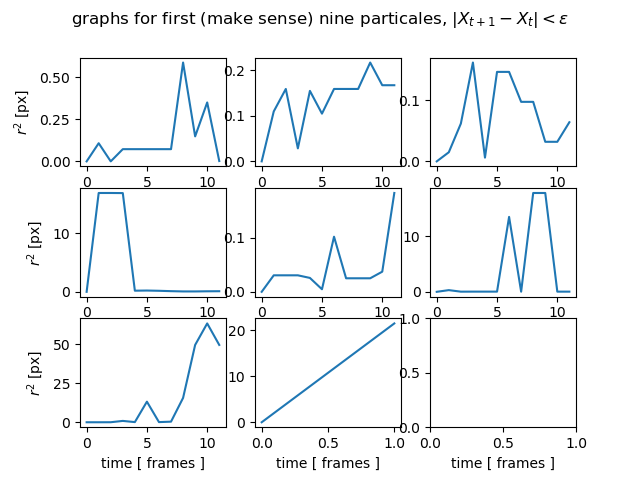 graphs for first (make sense) nine particales, |X_{t+1} − X_t| < ε
r² [px]
0.50
0.25
0.00
0 5 10
0.2
0.1
0.0
0 5 10
0.1
0.0
0 5 10
r² [px]
10
0
0 5 10
0.1
0.0
0 5 10
10
0
0 5 10
r² [px]
50
25
0
0 5 10
time [ frames ]
20
10
0
0.0 0.5 1.0
time [ frames ]
1.0
0.5
0.0
0.0 0.5 1.0
time [ frames ]